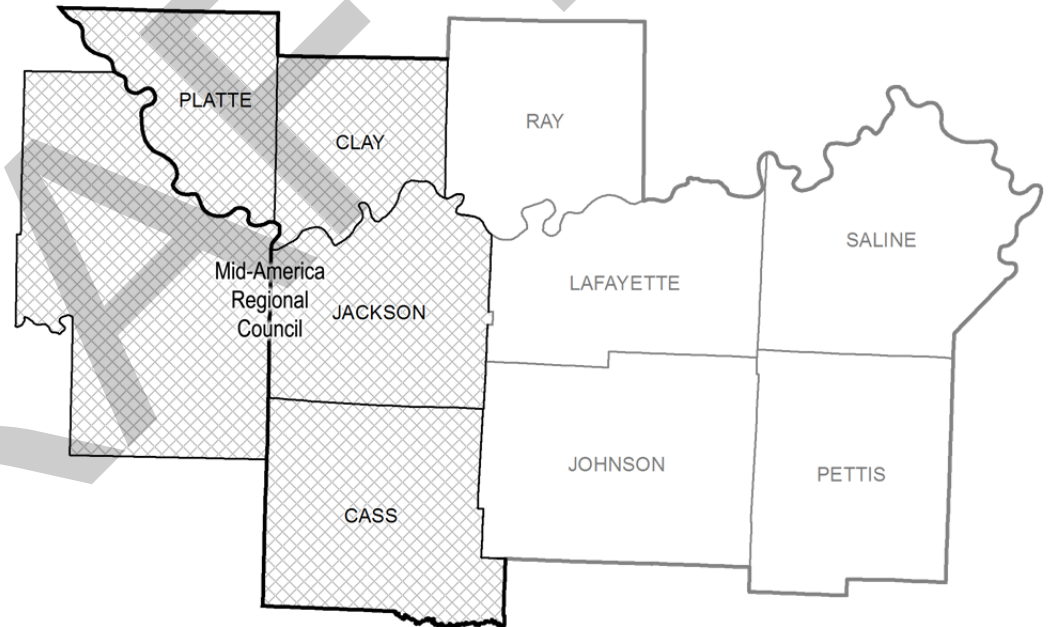 PLATTE
CLAY
RAY
SALINE
Mid-America
Regional
Council
JACKSON
LAFAYETTE
JOHNSON
PETTIS
CASS